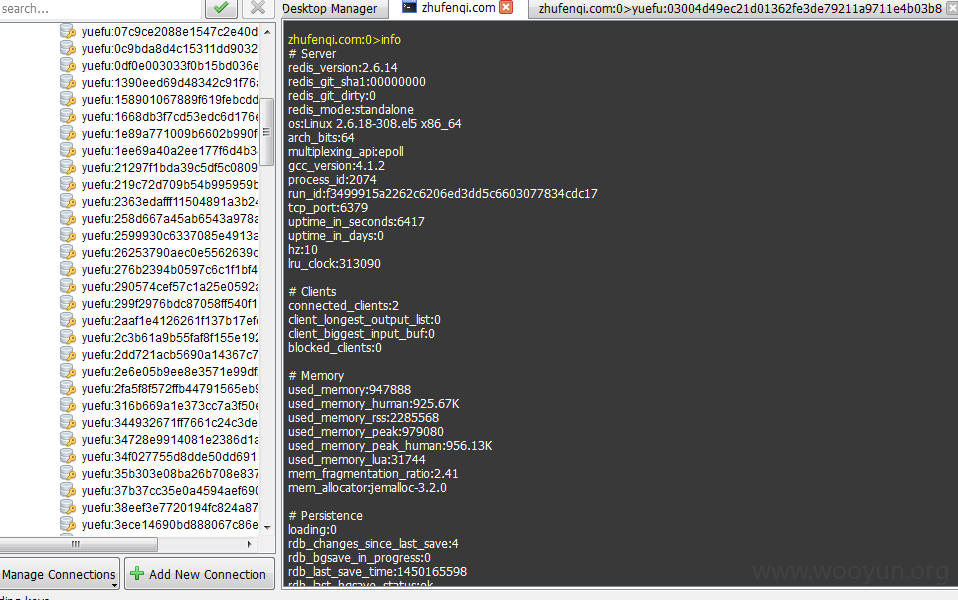 search...
Desktop Manager
zhufenqi.com
zhufenqi.com:0>yuefu:03004d49ec21d01362fe3de79211a9711e4b03b8
yuefu:07c9ce2088e1547c2e40d
yuefu:0c9bda8d4c15311dd9032
yuefu:0df0e003033f0b15bd036e
yuefu:1390eed69d48342c91f76a
yuefu:158901067889f619febcdd
yuefu:1668db3f7cd53edc6d176e
yuefu:1e89a771009b6602b990f
yuefu:1ee69a40a2ee177f6d4b3
yuefu:21297f1bda39c5df5c0809
yuefu:219c72d709b54b995959b
yuefu:2363edafff11504891a3b24
yuefu:258d667a45ab6543a978a
yuefu:2599930c6337085e4913a
yuefu:26253790aec0e5562639c
yuefu:276b2394b0597c6c1f1bf4
yuefu:290574cef57c1a25e0592a
yuefu:299f2976bdc87058ff540f1
yuefu:2aaf1e4126261f137b17ef
yuefu:2c3b61a9b55faf8f155e192
yuefu:2dd721acb5690a14367c7
yuefu:2e6e05b9ee8e3571e99df
yuefu:2fa5f8f572ffb44791565eb9
yuefu:316b669a1e373cc7a3f50e
yuefu:344932671ff7661c24c3de
yuefu:34728e9914081e2386d1a
yuefu:34f027755d8dde50dd691
yuefu:35b303e08ba26b708e837
yuefu:37b37cc35e0a4594aef690
yuefu:38eef3e7720194fc824a87
yuefu:3ece14690bd888067c86e
Manage Connections
Add New Connection
zhufenqi.com:0>info
# Server
redis_version:2.6.14
redis_git_sha1:00000000
redis_git_dirty:0
redis_mode:standalone
os:Linux 2.6.18-308.el5 x86_64
arch_bits:64
multiplexing_api:epoll
gcc_version:4.1.2
process_id:2074
run_id:f3499915a2262c6206ed3dd5c6603077834cdc17
tcp_port:6379
uptime_in_seconds:6417
uptime_in_days:0
hz:10
lru_clock:313090
# Clients
connected_clients:2
client_longest_output_list:0
client_biggest_input_buf:0
blocked_clients:0
# Memory
used_memory:947888
used_memory_human:925.67K
used_memory_rss:2285568
used_memory_peak:979080
used_memory_peak_human:956.13K
used_memory_lua:31744
mem_fragmentation_ratio:2.41
mem_allocator:jemalloc-3.2.0
# Persistence
loading:0
rdb_changes_since_last_save:4
rdb_bgsave_in_progress:0
rdb_last_save_time:1450165598
rdb_last_bgsave_status:ok
www.wooyun.org